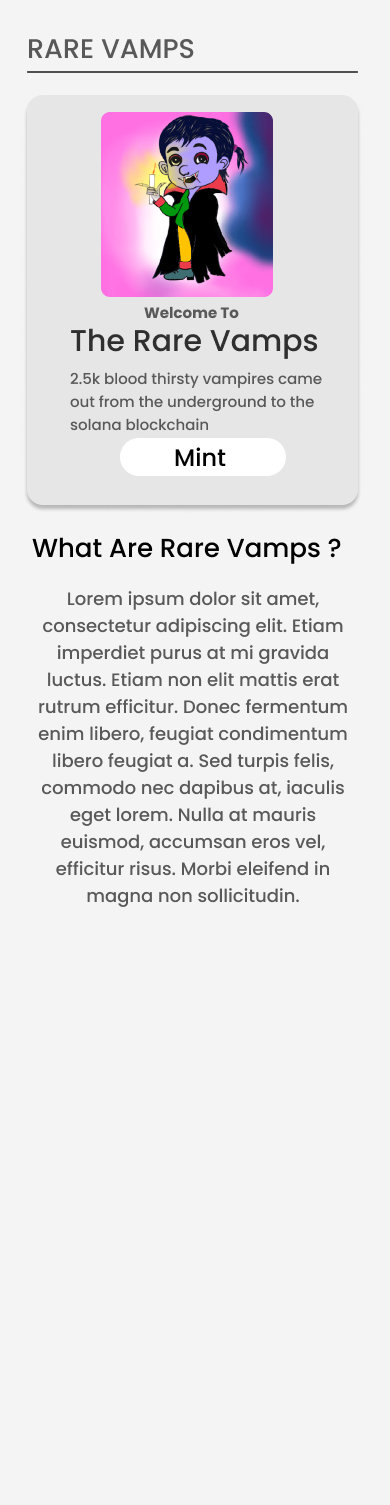 RARE VAMPS
Welcome To
The Rare Vamps
2.5k blood thirsty vampires came
out from the underground to the
solana blockchain
Mint
What Are Rare Vamps ?
Lorem ipsum dolor sit amet,
consectetur adipiscing elit. Etiam
imperdiet purus at mi gravida
luctus. Etiam non elit mattis erat
rutrum efficitur. Donec fermentum
enim libero, feugiat condimentum
libero feugiat a. Sed turpis felis,
commodo nec dapibus at, iaculis
eget lorem. Nulla at mauris
euismod, accumsan eros vel,
efficitur risus. Morbi eleifend in
magna non sollicitudin.